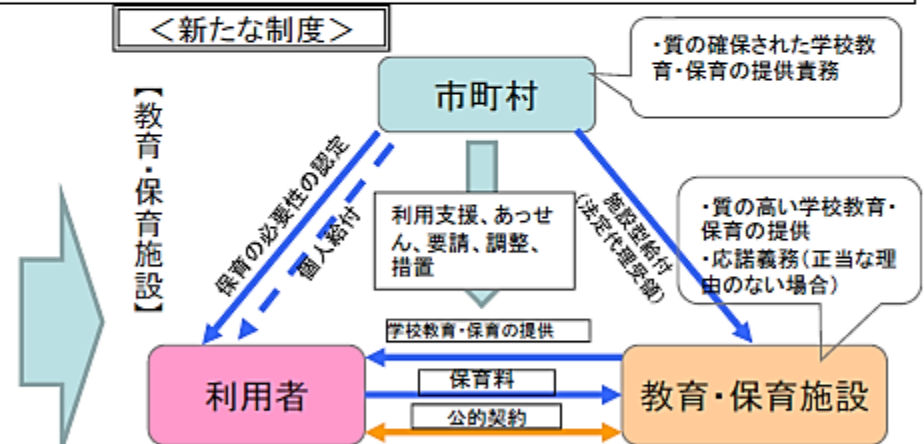 ＜新たな制度＞
・質の確保された学校教
育・保育の提供責務
市町村
【教育・保育施設】
保育の必要性の認定
個人給付
利用支援、あっせ
ん、要請、調整、
措置
施設型給付
（法定代理受領）
・質の高い学校教育・
保育の提供
・応諾義務（正当な理
由のない場合）
学校教育・保育の提供
利用者
保育料
公的契約
教育・保育施設